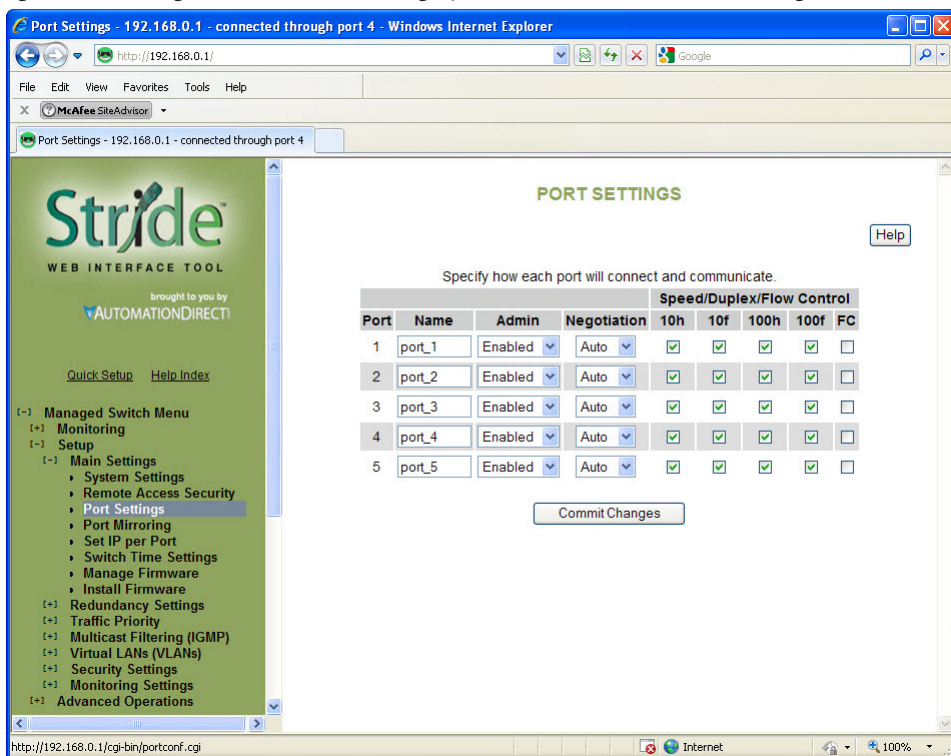 Port Settings - 192.168.0.1 - connected through port 4 - Windows Internet Explorer
http://192.168.0.1/
Google
File Edit View Favorites Tools Help
X McAfee SiteAdvisor
Port Settings - 192.168.0.1 - connected through port 4
Stride™
WEB INTERFACE TOOL
brought to you by
AUTOMATIONDIRECT
Quick Setup Help Index
[-] Managed Switch Menu
[+] Monitoring
[-] Setup
[-] Main Settings
System Settings
Remote Access Security
Port Settings
Port Mirroring
Set IP per Port
Switch Time Settings
Manage Firmware
Install Firmware
[+] Redundancy Settings
[+] Traffic Priority
[+] Multicast Filtering (IGMP)
[+] Virtual LANs (VLANs)
[+] Security Settings
[+] Monitoring Settings
[+] Advanced Operations
PORT SETTINGS
Help
Specify how each port will connect and communicate.
Speed/Duplex/Flow Control
Port Name Admin Negotiation 10h 10f 100h 100f FC
1 port_1 Enabled Auto
2 port_2 Enabled Auto
3 port_3 Enabled Auto
4 port_4 Enabled Auto
5 port_5 Enabled Auto
Commit Changes
http://192.168.0.1/cgi-bin/portconf.cgi
Internet
100%